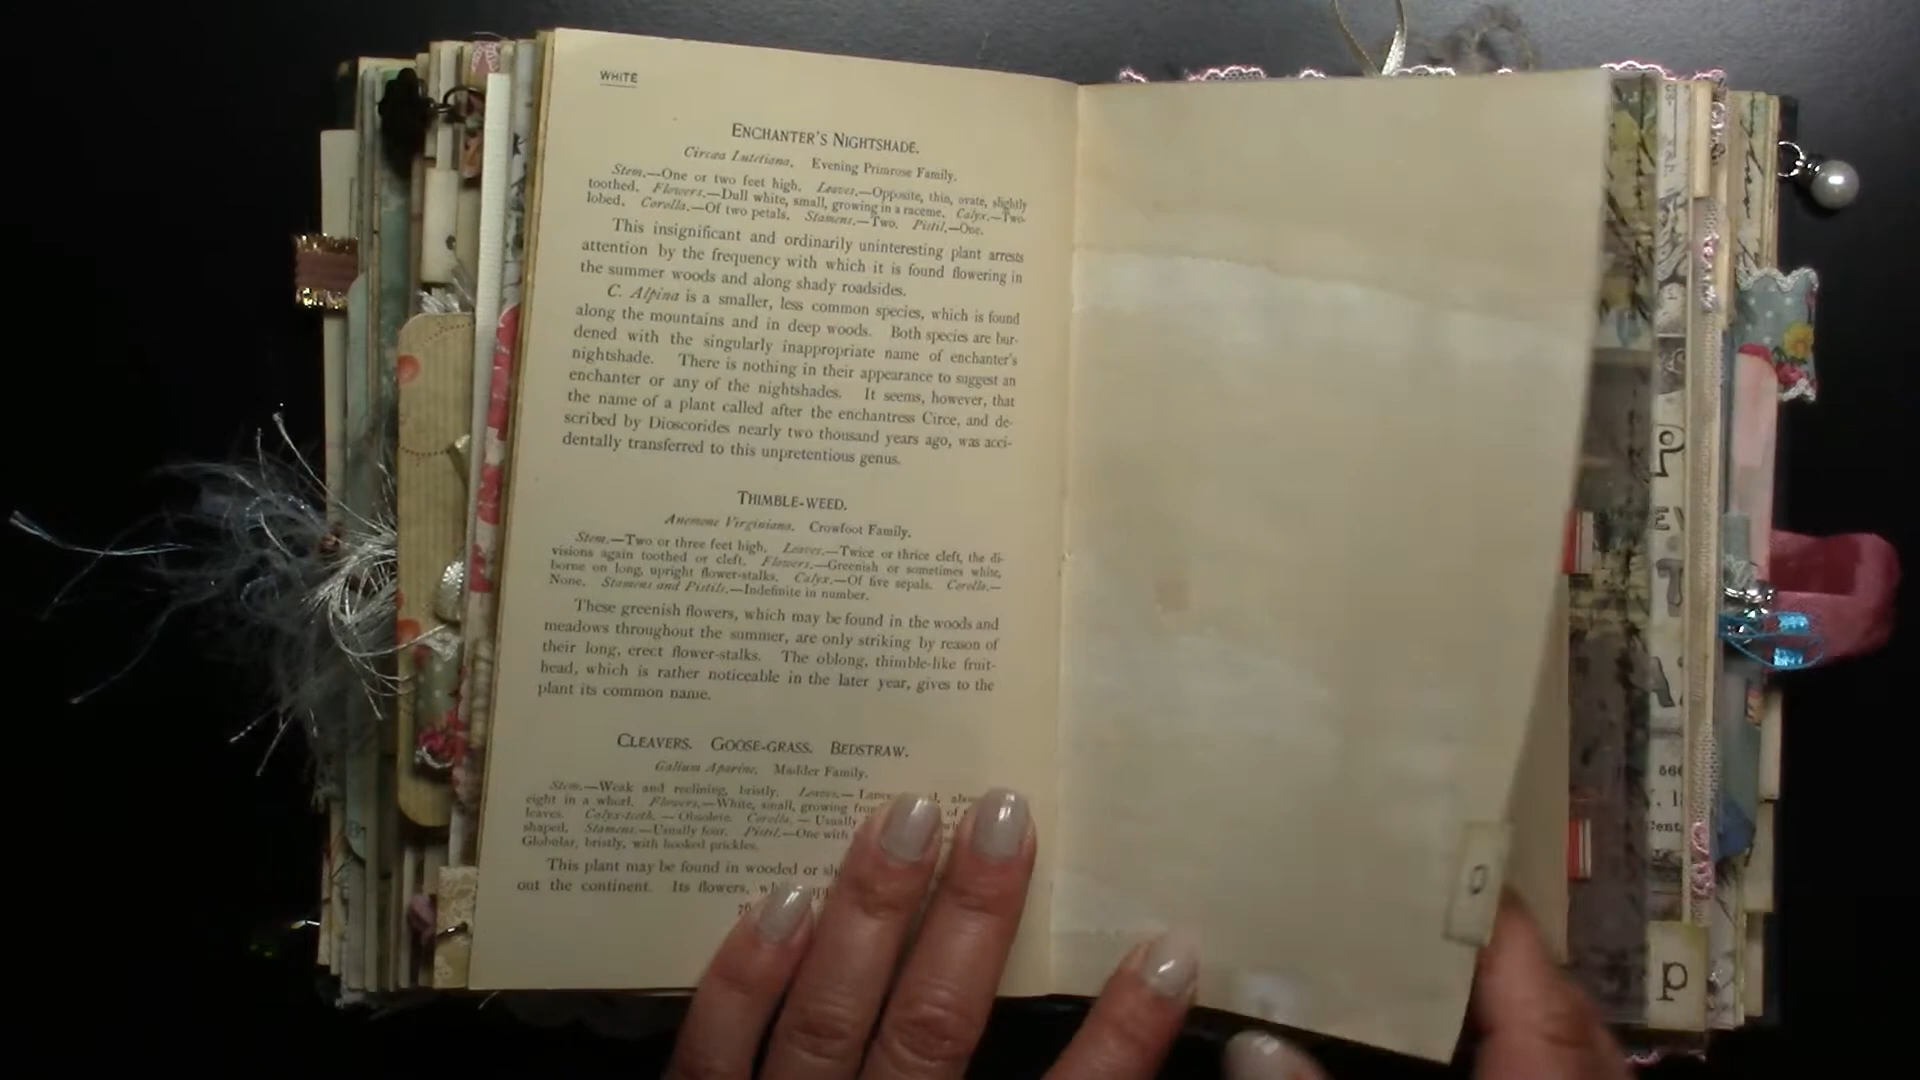 WHITE
ENCHANTER'S NIGHTSHADE.
Circæa Lutetiana. Evening Primrose Family.
Stem.—One or two feet high. Leaves.—Opposite, thin, ovate, slightly
toothed. Flowers.—Dull white, small, growing in a raceme. Calyx.—Two-
lobed. Corolla.—Of two petals. Stamens.—Two. Pistil.—One.
This insignificant and ordinarily uninteresting plant arrests
attention by the frequency with which it is found flowering in
the summer woods and along shady roadsides.
C. Alpina is a smaller, less common species, which is found
along the mountains and in deep woods. Both species are bur-
dened with the singularly inappropriate name of enchanter's
nightshade. There is nothing in their appearance to suggest an
enchanter or any of the nightshades. It seems, however, that
the name of a plant called after the enchantress Circe, and de-
scribed by Dioscorides nearly two thousand years ago, was acci-
dentally transferred to this unpretentious genus.
THIMBLE-WEED.
Anemone Virginiana. Crowfoot Family.
Stem.—Two or three feet high. Leaves.—Twice or thrice cleft, the di-
visions again toothed or cleft. Flowers.—Greenish or sometimes white,
borne on long, upright flower-stalks. Calyx.—Of five sepals. Corolla.—
None. Stamens and Pistils.—Indefinite in number.
These greenish flowers, which may be found in the woods and
meadows throughout the summer, are only striking by reason of
their long, erect flower-stalks. The oblong, thimble-like fruit-
head, which is rather noticeable in the later year, gives to the
plant its common name.
CLEAVERS. GOOSE-GRASS. BEDSTRAW.
Galium Aparine. Madder Family.
Stem.—Weak and reclining, bristly. Leaves.—
eight in a whorl. Flowers.—White, small, growing from of
leaves. Calyx-teeth.—Obsolete. Corolla.—Usually
shaped. Stamens.—Usually four. Pistil.—One with
Globular, bristly, with hooked prickles.
This plant may be found in wooded or
out the continent. Its flowers,
76
o
p